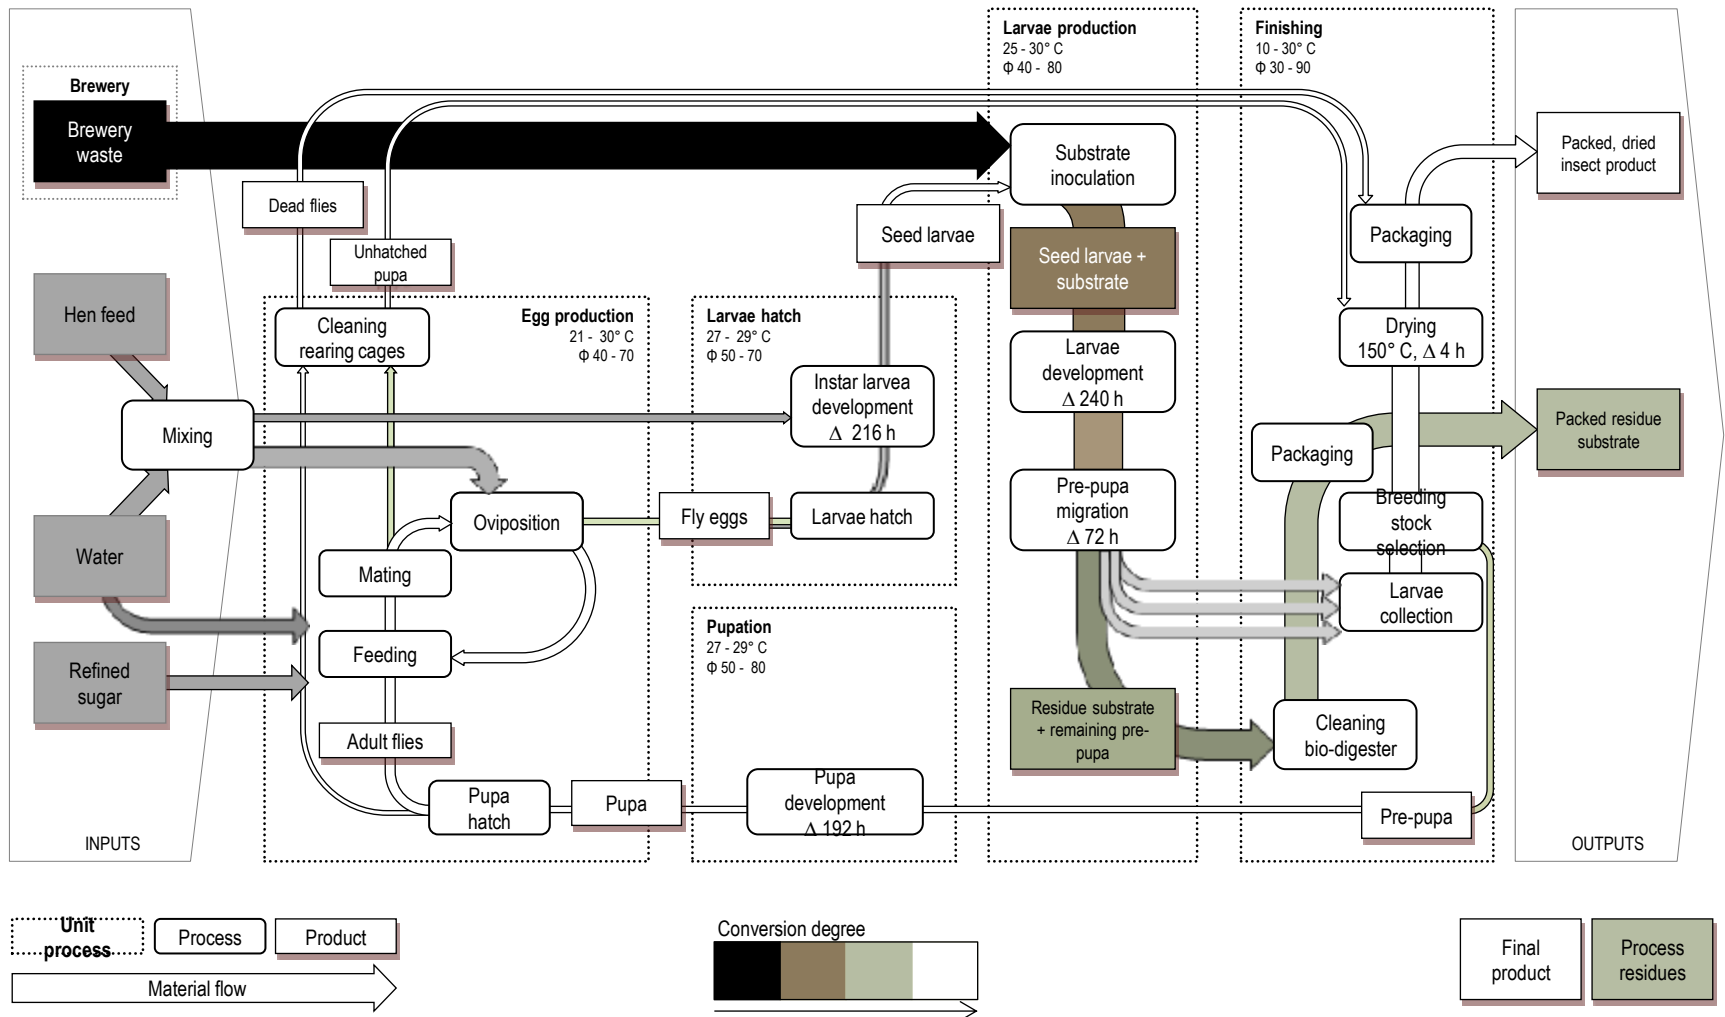 Brewery
Brewery
waste
Hen feed
Mixing
Water
Refined
sugar
INPUTS
Dead flies
Unhatched
pupa
Egg production
21 - 30° C
Φ 40 - 70
Cleaning
rearing cages
Oviposition
Mating
Feeding
Adult flies
Pupa
hatch
Pupa
Fly eggs
Larvae hatch
27 - 29° C
Φ 50 - 70
Instar larvea
development
Δ 216 h
Larvae hatch
Seed larvae
Pupation
27 - 29° C
Φ 50 - 80
Pupa
development
Δ 192 h
Larvae production
25 - 30° C
Φ 40 - 80
Substrate
inoculation
Seed larvae +
substrate
Larvae
development
Δ 240 h
Pre-pupa
migration
Δ 72 h
Residue substrate
+ remaining pre-
pupa
Finishing
10 - 30° C
Φ 30 - 90
Packaging
Drying
150° C, Δ 4 h
Packaging
Breeding
stock
selection
Larvae
collection
Cleaning
bio-digester
Pre-pupa
Packed, dried
insect product
Packed residue
substrate
OUTPUTS
Unit
process
Process
Product
Material flow
Conversion degree
Final
product
Process
residues